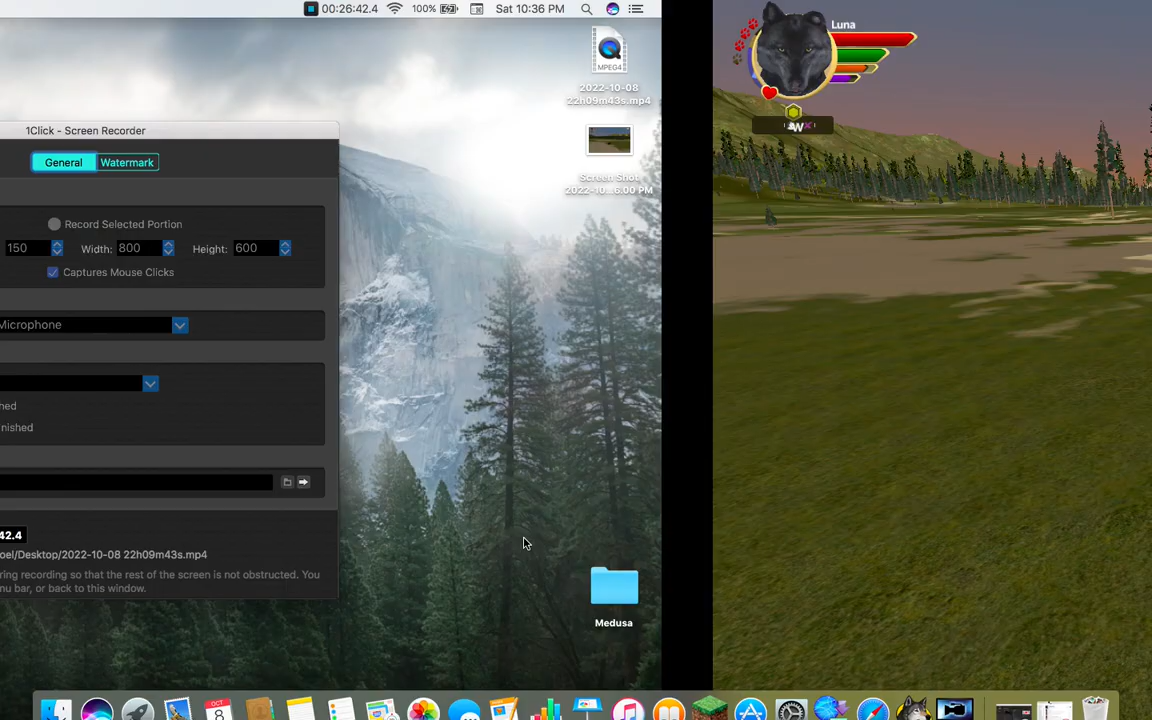 00:26:42.4 100% Sat 10:36 PM
Luna
MPEG4
2022-10-08
22h09m43s.mp4
1Click - Screen Recorder
General Watermark
Screen Shot
2022-10...6.00 PM
Record Selected Portion
150 Width: 800 Height: 600
Captures Mouse Clicks
Microphone
hed
nished
42.4
oel/Desktop/2022-10-08 22h09m43s.mp4
ring recording so that the rest of the screen is not obstructed. You
nu bar, or back to this window.
Medusa
OCT
8